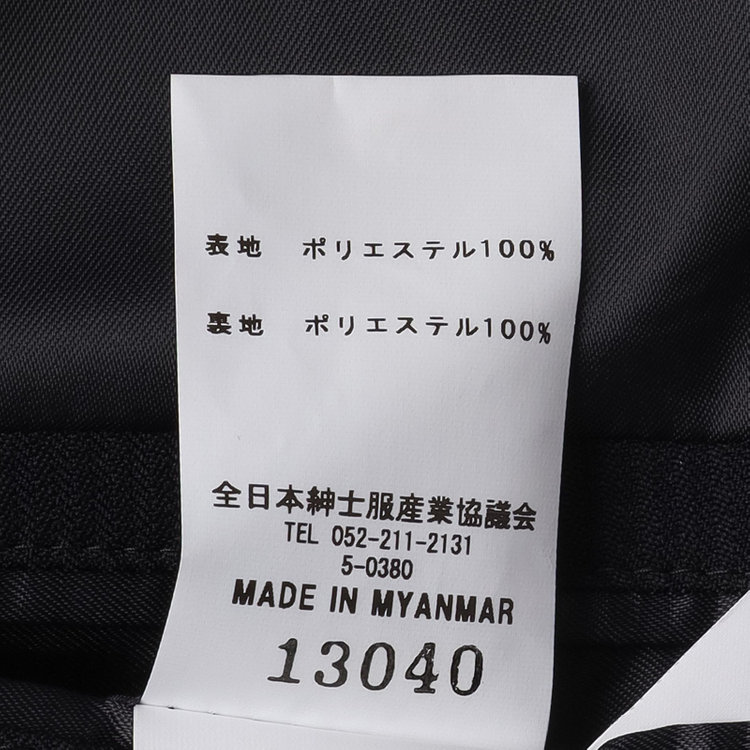 表地 ポリエステル100%
裏地 ポリエステル100%
全日本紳士服産業協議会
TEL 052-211-2131
5-0380
MADE IN MYANMAR
13040